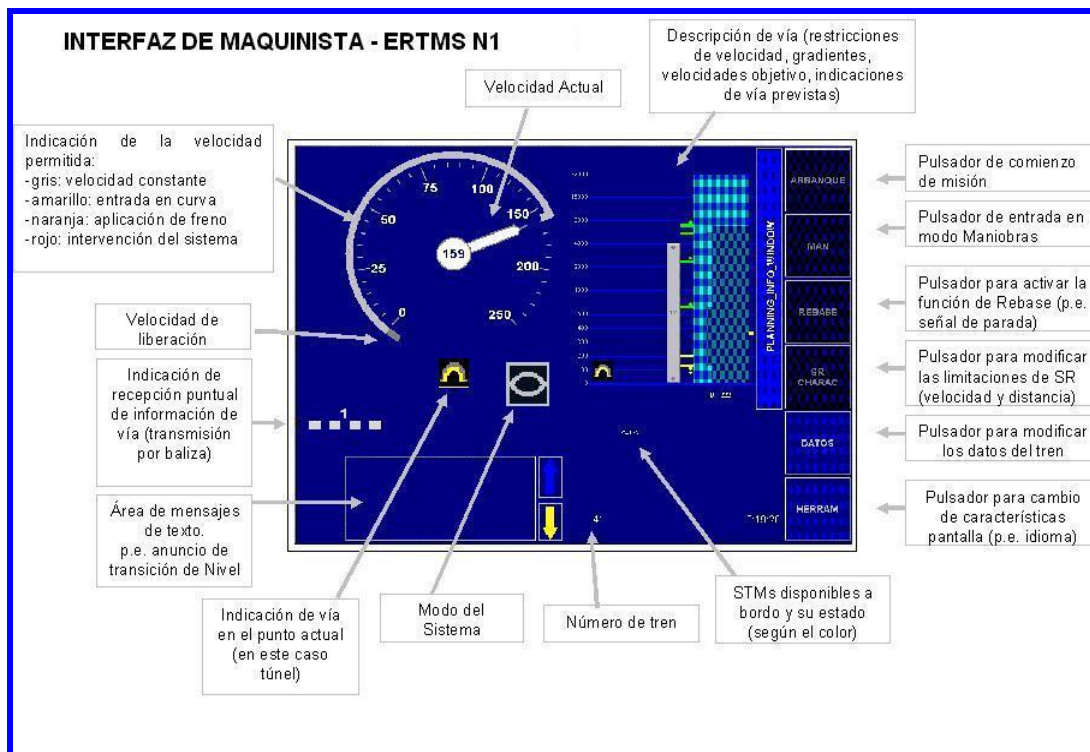 INTERFAZ DE MAQUINISTA - ERTMS N1
Descripción de vía (restricciones
de velocidad, gradientes,
velocidades objetivo, indicaciones
de vía previstas)
Velocidad Actual
Indicación de la velocidad
permitida:
-gris: velocidad constante
-amarillo: entrada en curva
-naranja: aplicación de freno
-rojo: intervención del sistema
Velocidad de
liberación
Indicación de
recepción puntual
de información de
vía (transmisión
por baliza)
Área de mensajes
de texto.
p.e. anuncio de
transición de Nivel
0
25
50
75
100
150
200
250
159
1
PLANNING_INFO_WINDOW
ARRANQUE
MAN
REBASE
SR
CHARAC
DATOS
HERRAM
Pulsador de comienzo
de misión
Pulsador de entrada en
modo Maniobras
Pulsador para activar la
función de Rebase (p.e.
señal de parada)
Pulsador para modificar
las limitaciones de SR
(velocidad y distancia)
Pulsador para modificar
los datos del tren
Pulsador para cambio
de características
pantalla (p.e. idioma)
Indicación de vía
en el punto actual
(en este caso
túnel)
Modo del
Sistema
Número de tren
STMs disponibles a
bordo y su estado
(según el color)